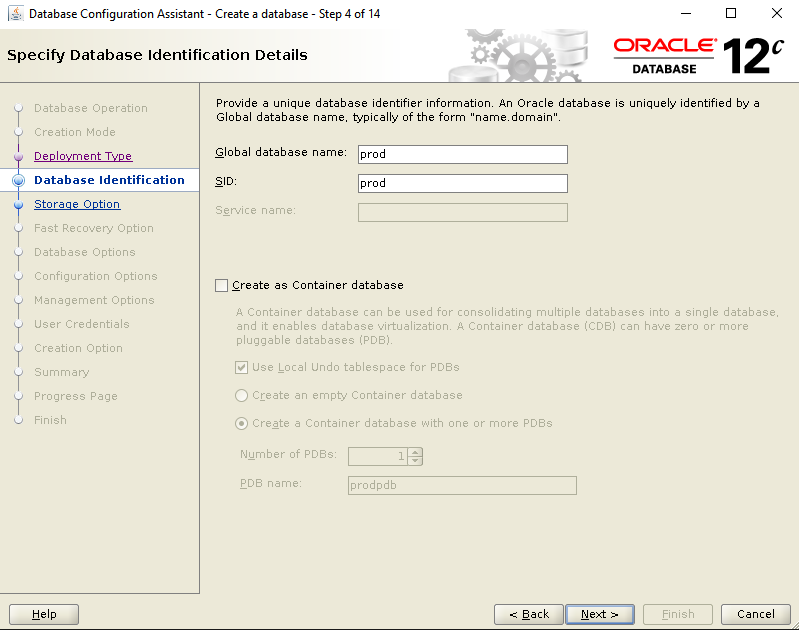 Database Configuration Assistant - Create a database - Step 4 of 14
Specify Database Identification Details
ORACLE®
DATABASE
12c
Database Operation
Creation Mode
Deployment Type
Database Identification
Storage Option
Fast Recovery Option
Database Options
Configuration Options
Management Options
User Credentials
Creation Option
Summary
Progress Page
Finish
Provide a unique database identifier information. An Oracle database is uniquely identified by a
Global database name, typically of the form "name.domain".
Global database name: prod
SID: prod
Service name:
Create as Container database
A Container database can be used for consolidating multiple databases into a single database,
and it enables database virtualization. A Container database (CDB) can have zero or more
pluggable databases (PDB).
Use Local Undo tablespace for PDBs
Create an empty Container database
Create a Container database with one or more PDBs
Number of PDBs: 1
PDB name: prodpdb
Help
< Back
Next >
Finish
Cancel